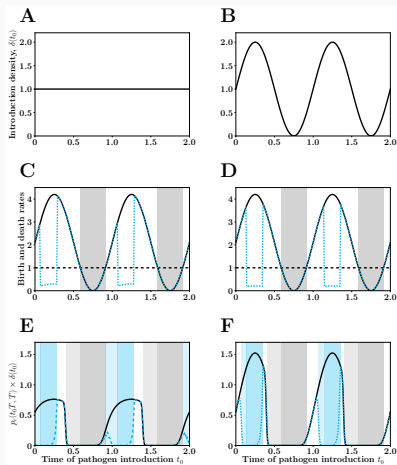 A B
Introduction density, δ(t₀)
2.0 2.0
1.5 1.5
1.0 1.0
0.5 0.5
0 0
0 0.5 1.0 1.5 2.0 0 0.5 1.0 1.5 2.0
C D
Birth and death rates
4 4
3 3
2 2
1 1
0 0
0 0.5 1.0 1.5 2.0 0 0.5 1.0 1.5 2.0
E F
1.5 1.5
1.0 1.0
0.5 0.5
0 0
0 0.5 1.0 1.5 2.0 0 0.5 1.0 1.5 2.0
Time of pathogen introduction t₀ Time of pathogen introduction t₀